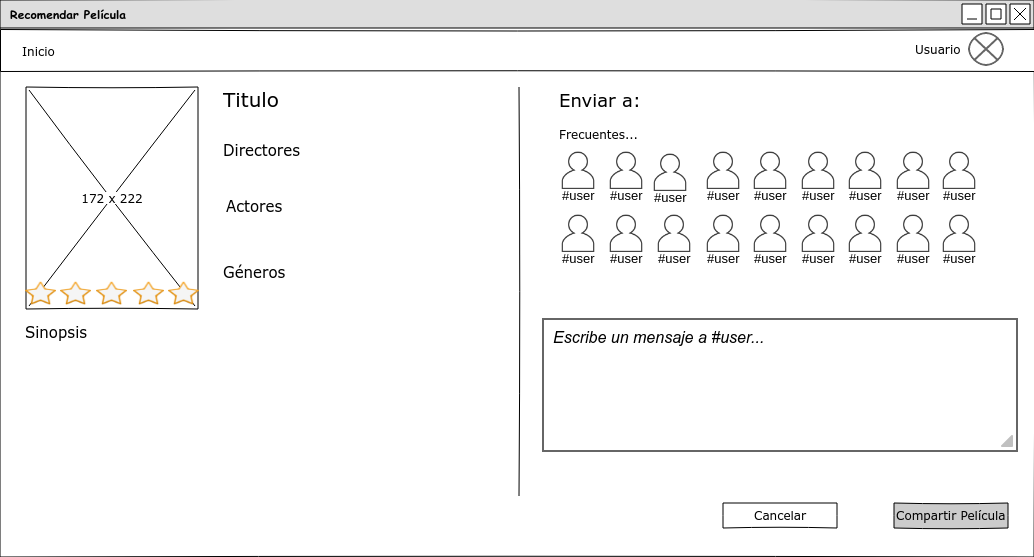 Recomendar Película
Inicio
Usuario
172 x 222
Titulo
Directores
Actores
Géneros
Sinopsis
Enviar a:
Frecuentes...
#user #user #user #user #user #user #user #user #user
#user #user #user #user #user #user #user #user #user
Escribe un mensaje a #user...
Cancelar
Compartir Película